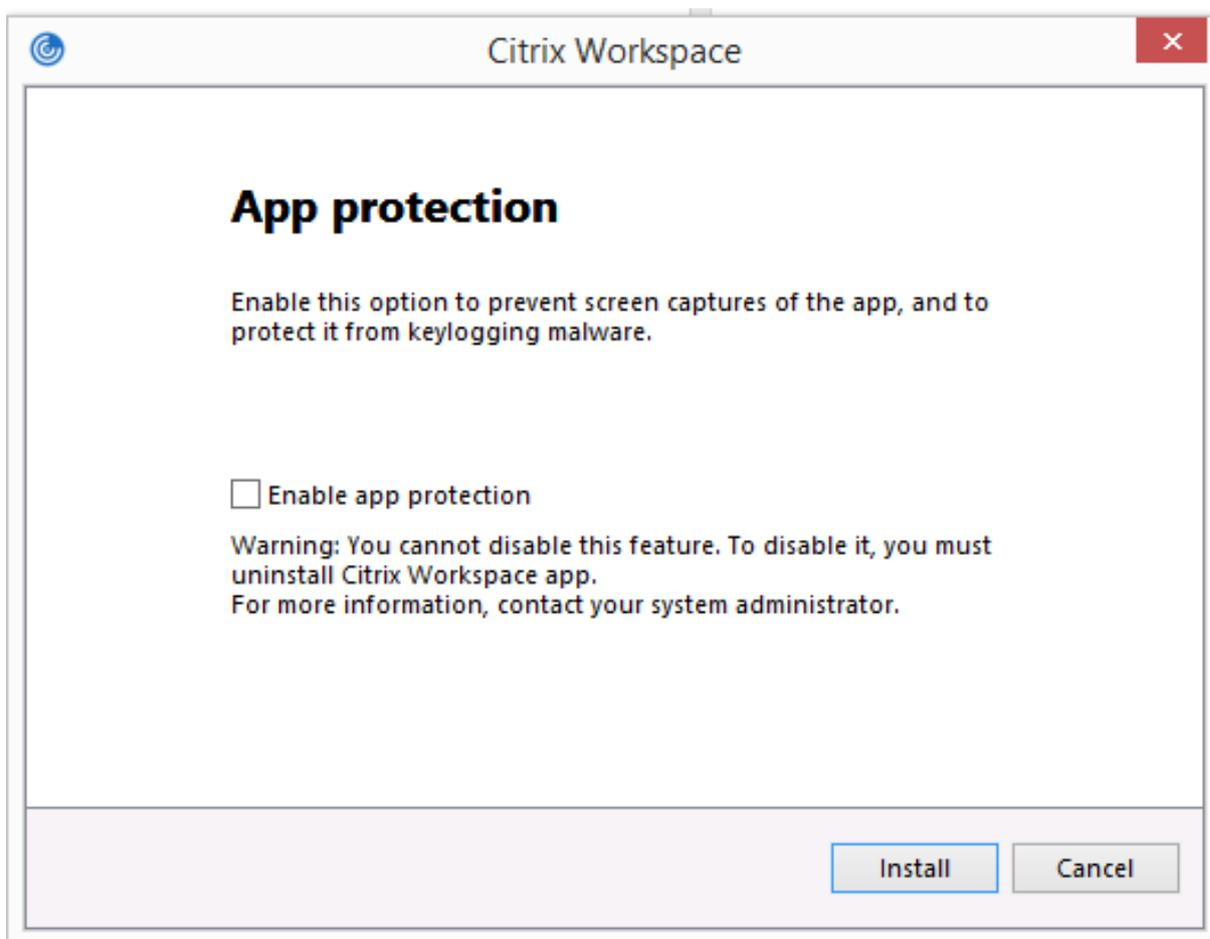 Citrix Workspace
App protection
Enable this option to prevent screen captures of the app, and to
protect it from keylogging malware.
Enable app protection
Warning: You cannot disable this feature. To disable it, you must
uninstall Citrix Workspace app.
For more information, contact your system administrator.
Install
Cancel